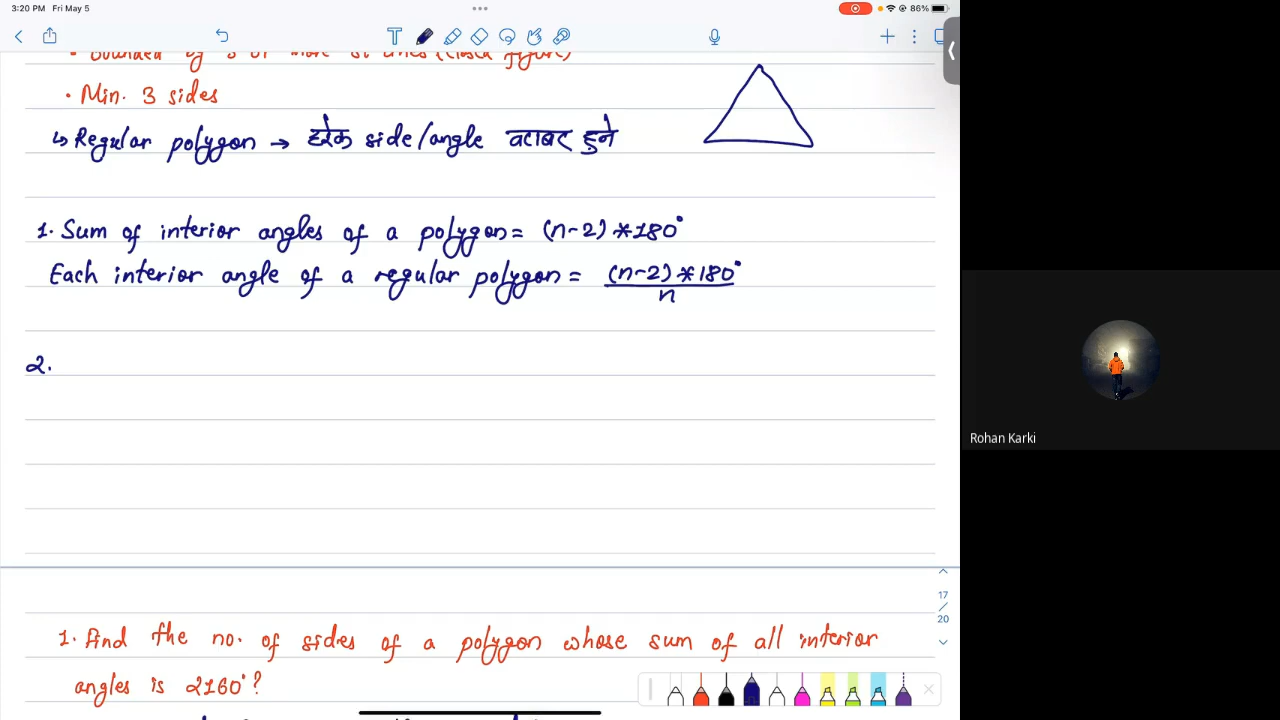 3:20 PM Fri May 5
86%
• Min. 3 sides
↳ Regular polygon → हरेक side/angle बराबर हुने
1. Sum of interior angles of a polygon = (n-2) * 180°
Each interior angle of a regular polygon = (n-2) * 180°
n
2.
Rohan Karki
17
/
20
1. Find the no. of sides of a polygon whose sum of all interior
angles is 2160°?